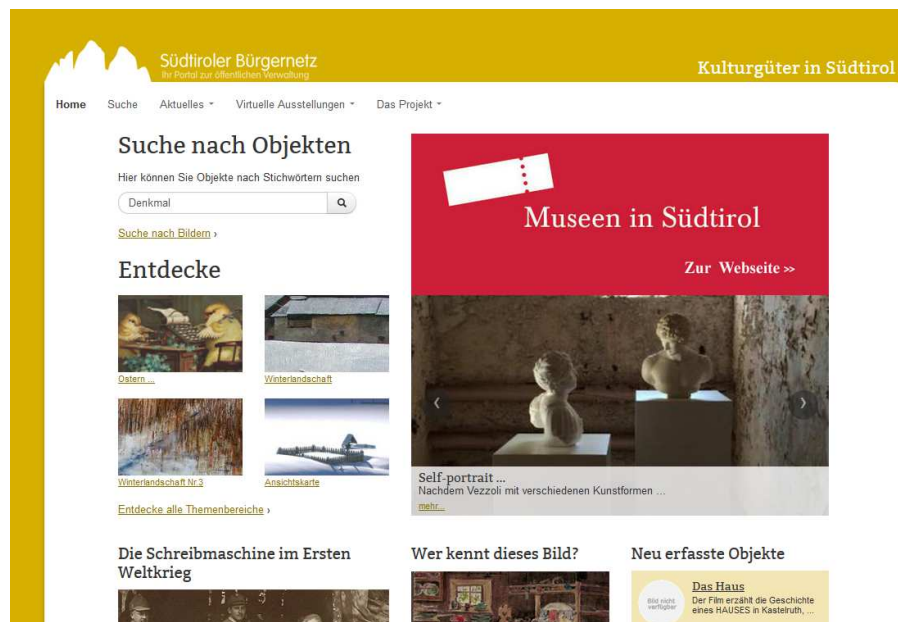 Südtiroler Bürgernetz
Ihr Portal zur öffentlichen Verwaltung
Kulturgüter in Südtirol
Home Suche Aktuelles Virtuelle Ausstellungen Das Projekt
Suche nach Objekten
Hier können Sie Objekte nach Stichwörtern suchen
Denkmal
Suche nach Bildern ›
Entdecke
Ostern ...
Winterlandschaft
Winterlandschaft Nr.3
Ansichtskarte
Entdecke alle Themenbereiche ›
Museen in Südtirol
Zur Webseite >>
Self-portrait ...
Nachdem Vezzoli mit verschiedenen Kunstformen ...
mehr...
Die Schreibmaschine im Ersten
Weltkrieg
Wer kennt dieses Bild?
Neu erfasste Objekte
Bild nicht
verfügbar
Das Haus
Der Film erzählt die Geschichte
eines HAUSES in Kastelruth, ...